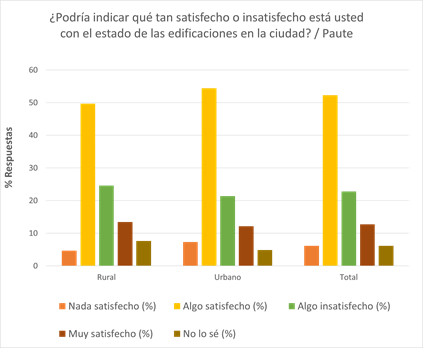 ¿Podría indicar qué tan satisfecho o insatisfecho está usted
con el estado de las edificaciones en la ciudad? / Paute
% Respuestas
60
50
40
30
20
10
0
Rural Urbano Total
Nada satisfecho (%) Algo satisfecho (%) Algo insatisfecho (%)
Muy satisfecho (%) No lo sé (%)